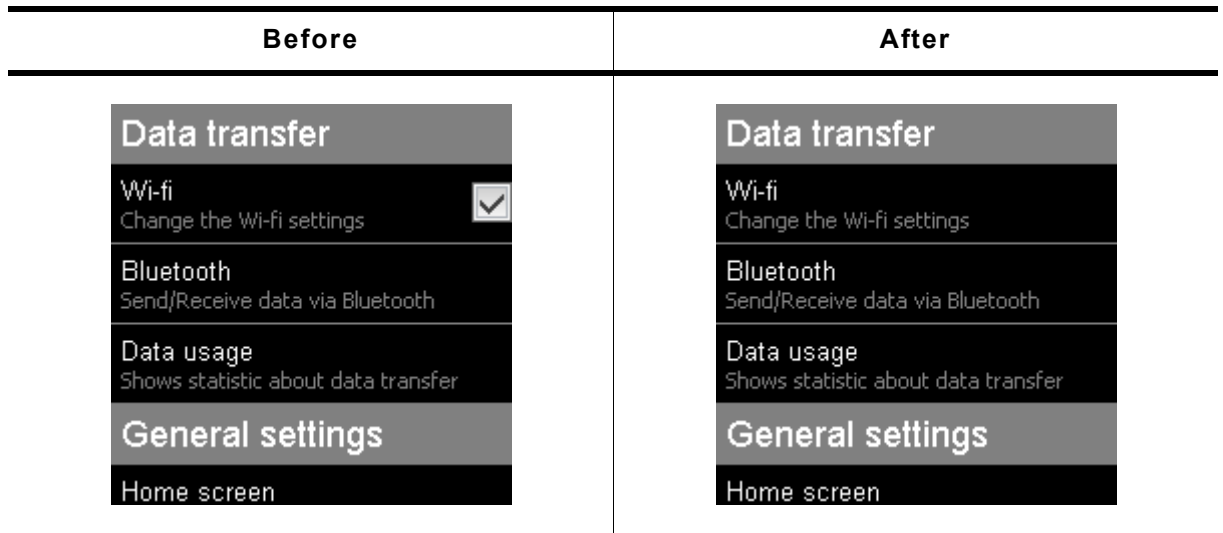 Before
After
Data transfer
Wi-fi
Change the Wi-fi settings
Bluetooth
Send/Receive data via Bluetooth
Data usage
Shows statistic about data transfer
General settings
Home screen
Data transfer
Wi-fi
Change the Wi-fi settings
Bluetooth
Send/Receive data via Bluetooth
Data usage
Shows statistic about data transfer
General settings
Home screen